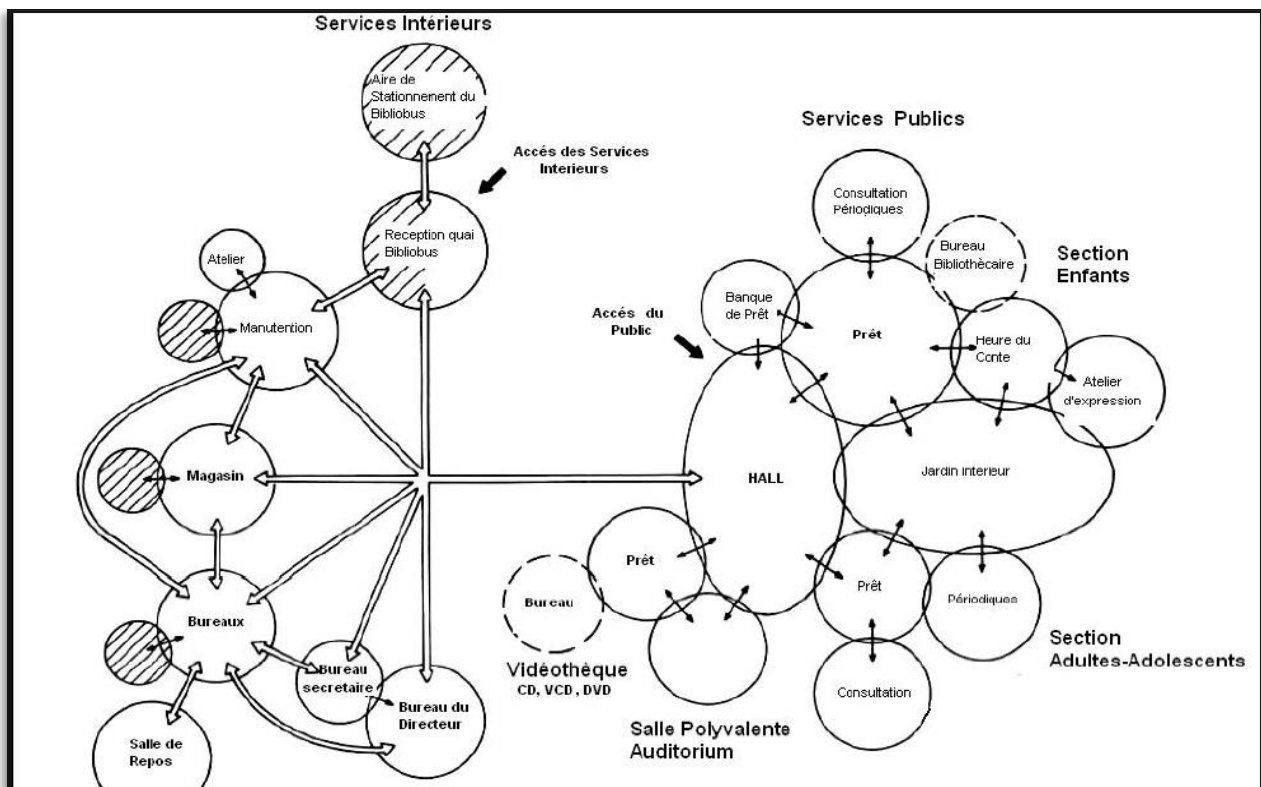 Services Intérieurs
Aire de
Stationnement du
Bibliobus
Accés des Services
Interieurs
Reception quai
Bibliobus
Atelier
Manutention
Magasin
Bureaux
Bureau
secretaire
Bureau du
Directeur
Salle de
Repos
Services Publics
Consultation
Périodiques
Bureau
Bibliothècaire
Section
Enfants
Banque
de Prêt
Accés du
Public
Prêt
Heure du
Conte
Atelier
d'expression
HALL
Jardin interieur
Prêt
Bureau
Vidéothèque
CD, VCD, DVD
Salle Polyvalente
Auditorium
Prêt
Périodiques
Section
Adultes-Adolescents
Consultation